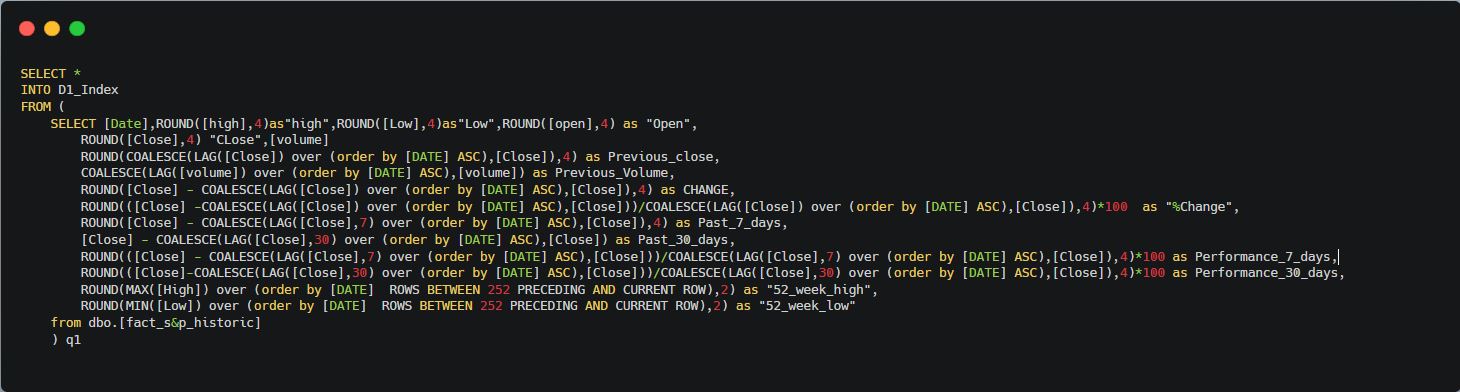 SELECT *
INTO D1_Index
FROM (
    SELECT [Date],ROUND([high],4)as"high",ROUND([Low],4)as"Low",ROUND([open],4) as "Open",
        ROUND([Close],4) "CLose",[volume]
        ROUND(COALESCE(LAG([Close]) over (order by [DATE] ASC),[Close]),4) as Previous_close,
        COALESCE(LAG([volume]) over (order by [DATE] ASC),[volume]) as Previous_Volume,
        ROUND([Close] - COALESCE(LAG([Close]) over (order by [DATE] ASC),[Close]),4) as CHANGE,
        ROUND(([Close] -COALESCE(LAG([Close]) over (order by [DATE] ASC),[Close]))/COALESCE(LAG([Close]) over (order by [DATE] ASC),[Close]),4)*100  as "%Change",
        ROUND([Close] - COALESCE(LAG([Close],7) over (order by [DATE] ASC),[Close]),4) as Past_7_days,
        [Close] - COALESCE(LAG([Close],30) over (order by [DATE] ASC),[Close]) as Past_30_days,
        ROUND(([Close] - COALESCE(LAG([Close],7) over (order by [DATE] ASC),[Close]))/COALESCE(LAG([Close],7) over (order by [DATE] ASC),[Close]),4)*100 as Performance_7_days,
        ROUND(([Close]-COALESCE(LAG([Close],30) over (order by [DATE] ASC),[Close]))/COALESCE(LAG([Close],30) over (order by [DATE] ASC),[Close]),4)*100 as Performance_30_days,
        ROUND(MAX([High]) over (order by [DATE]  ROWS BETWEEN 252 PRECEDING AND CURRENT ROW),2) as "52_week_high",
        ROUND(MIN([Low]) over (order by [DATE]  ROWS BETWEEN 252 PRECEDING AND CURRENT ROW),2) as "52_week_low"
    from dbo.[fact_s&p_historic]
    ) q1